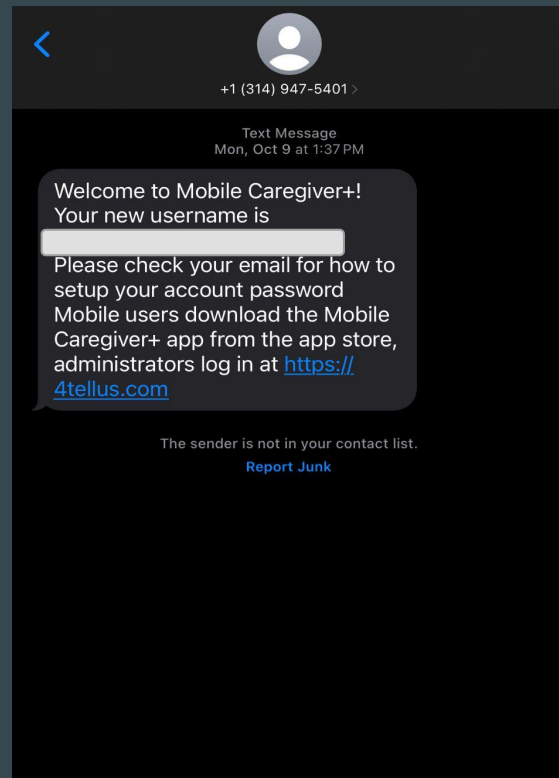 +1 (314) 947-5401 >
Text Message
Mon, Oct 9 at 1:37 PM
Welcome to Mobile Caregiver+!
Your new username is
Please check your email for how to
setup your account password
Mobile users download the Mobile
Caregiver+ app from the app store,
administrators log in at https://
4tellus.com
The sender is not in your contact list.
Report Junk